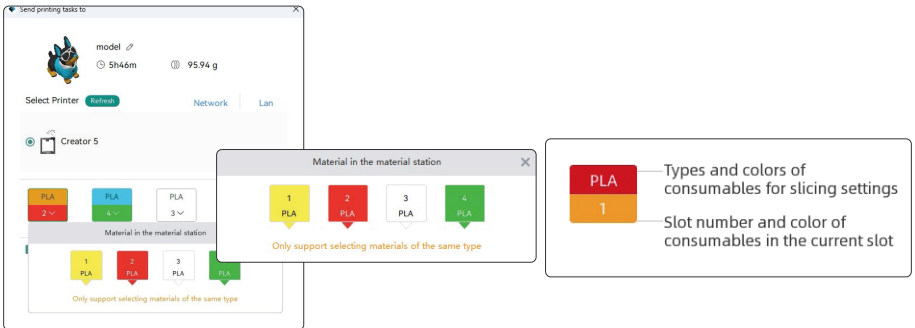 Send printing tasks to
model
5h46m
95.94 g
Select Printer
Refresh
Network
Lan
Creator 5
PLA
2
PLA
4
PLA
3
Material in the material station
1
PLA
2
PLA
3
PLA
PLA
Only support selecting materials of the same type
Material in the material station
1
PLA
2
PLA
3
PLA
4
PLA
Only support selecting materials of the same type
PLA
1
Types and colors of
consumables for slicing settings
Slot number and color of
consumables in the current slot